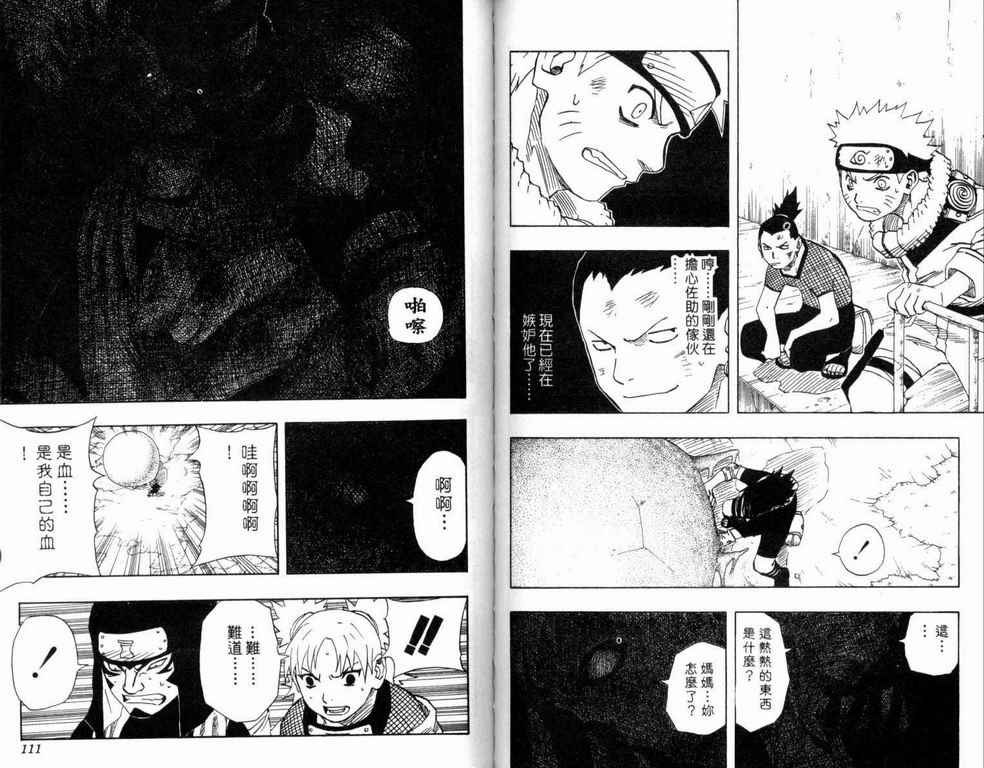 哼……剛剛還在
擔心佐助的傢伙
……
現在已經在
嫉妒他了……
！
這…
…
這熱熱的東西
是什麼？
媽媽…妳
怎麼了？
啪
嚓
啊
啊…
哇啊啊啊啊
！
是血……
是我自己的血
！
!!
…難…
難道……
！
111